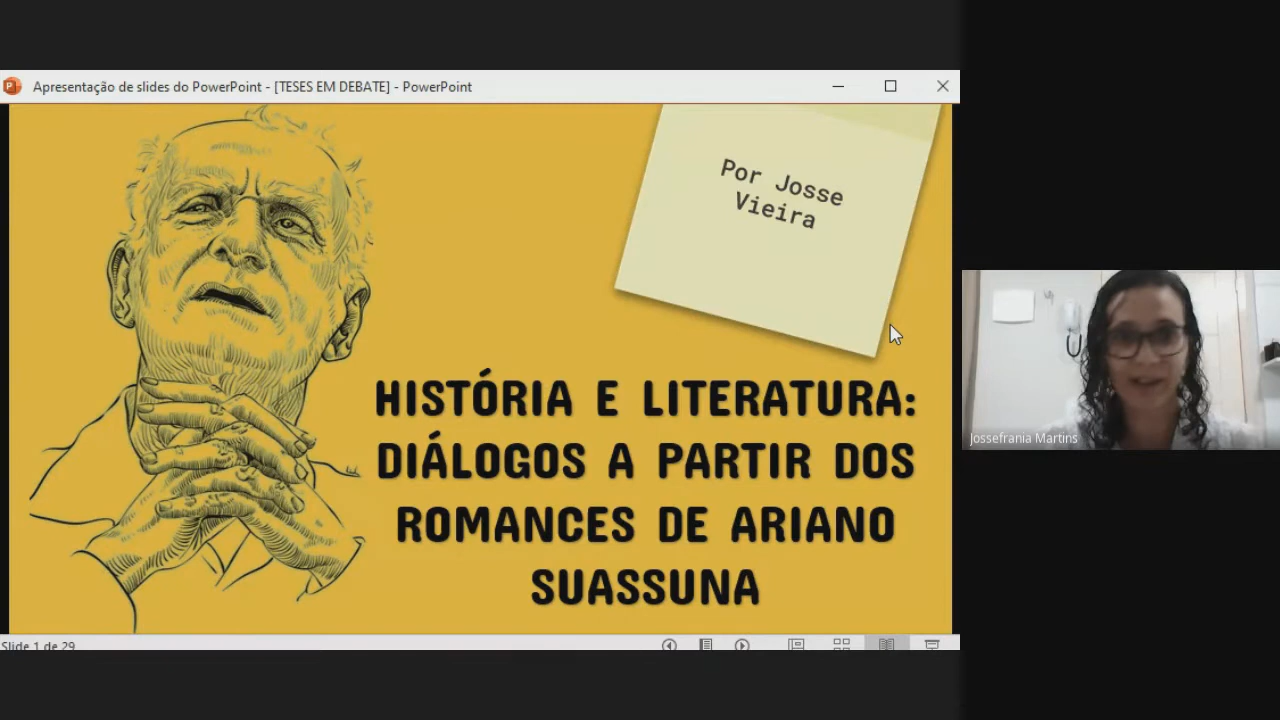 Apresentação de slides do PowerPoint - [TESES EM DEBATE] - PowerPoint
Por Josse
Vieira
HISTÓRIA E LITERATURA:
DIÁLOGOS A PARTIR DOS
ROMANCES DE ARIANO
SUASSUNA
Jossefrania Martins
Slide 1 de 29